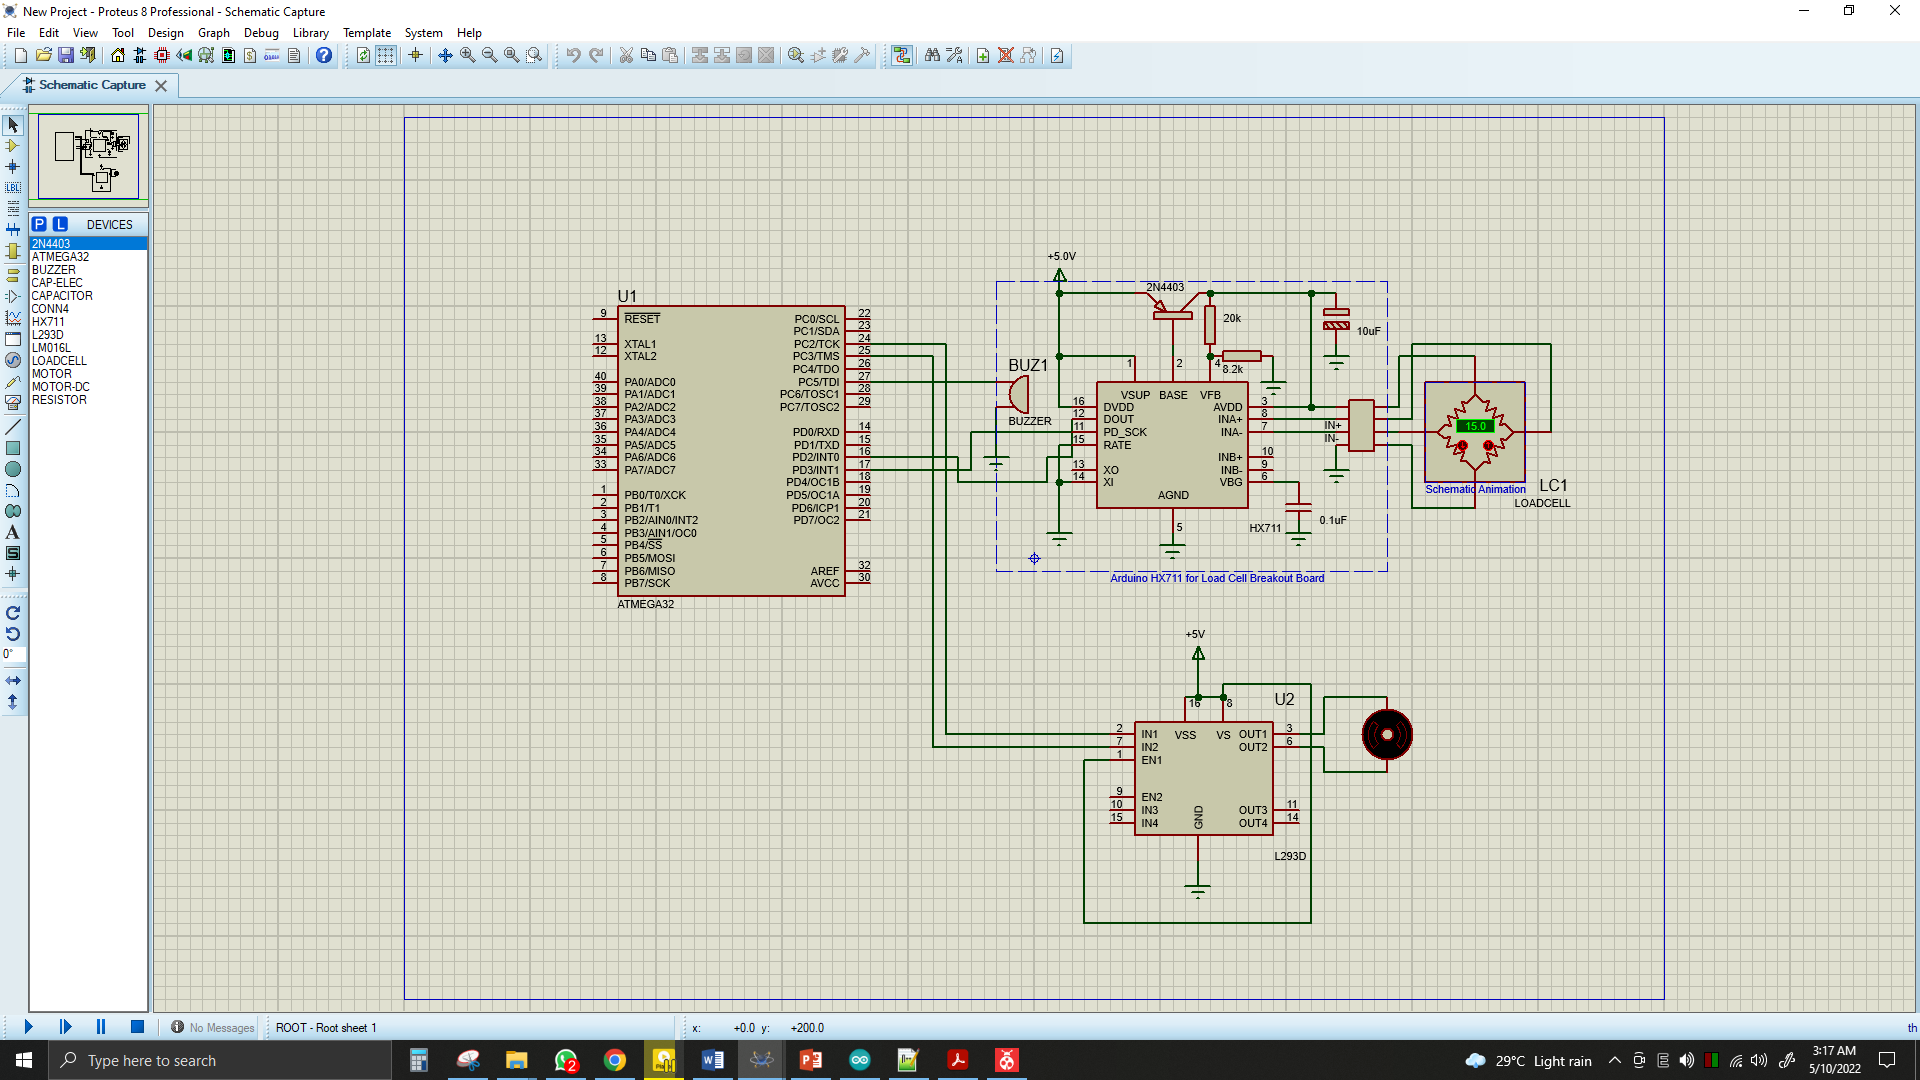 New Project - Proteus 8 Professional - Schematic Capture
File Edit View Tool Design Graph Debug Library Template System Help
Schematic Capture
P L DEVICES
2N4403
ATMEGA32
BUZZER
CAP-ELEC
CAPACITOR
CONN4
HX711
L293D
LM016L
LOADCELL
MOTOR
MOTOR-DC
RESISTOR
LBL
A
S
0°
U1
9 RESET
13 XTAL1
12 XTAL2
40 PA0/ADC0
39 PA1/ADC1
38 PA2/ADC2
37 PA3/ADC3
36 PA4/ADC4
35 PA5/ADC5
34 PA6/ADC6
33 PA7/ADC7
1 PB0/T0/XCK
2 PB1/T1
3 PB2/AIN0/INT2
4 PB3/AIN1/OC0
5 PB4/SS
6 PB5/MOSI
7 PB6/MISO
8 PB7/SCK
PC0/SCL 22
PC1/SDA 23
PC2/TCK 24
PC3/TMS 25
PC4/TDO 26
PC5/TDI 27
PC6/TOSC1 28
PC7/TOSC2 29
PD0/RXD 14
PD1/TXD 15
PD2/INT0 16
PD3/INT1 17
PD4/OC1B 18
PD5/OC1A 19
PD6/ICP1 20
PD7/OC2 21
AREF 32
AVCC 30
ATMEGA32
+5.0V
2N4403
20k
10uF
8.2k
BUZ1
BUZZER
1 2 4
VSUP BASE VFB
16 DVDD
12 DOUT
11 PD_SCK
15 RATE
13 XO
14 XI
AVDD 3
INA+ 8
INA- 7
INB+ 10
INB- 9
VBG 6
AGND
5
HX711
0.1uF
IN+
IN-
15.0
Schematic Animation
LC1
LOADCELL
Arduino HX711 for Load Cell Breakout Board
+5V
16 8
U2
2 IN1
7 IN2
1 EN1
9 EN2
10 IN3
15 IN4
VSS VS
OUT1 3
OUT2 6
OUT3 11
OUT4 14
GND
L293D
No Messages
ROOT - Root sheet 1
x: +0.0 y: +200.0
th
Type here to search
2
29°C Light rain
3:17 AM
5/10/2022